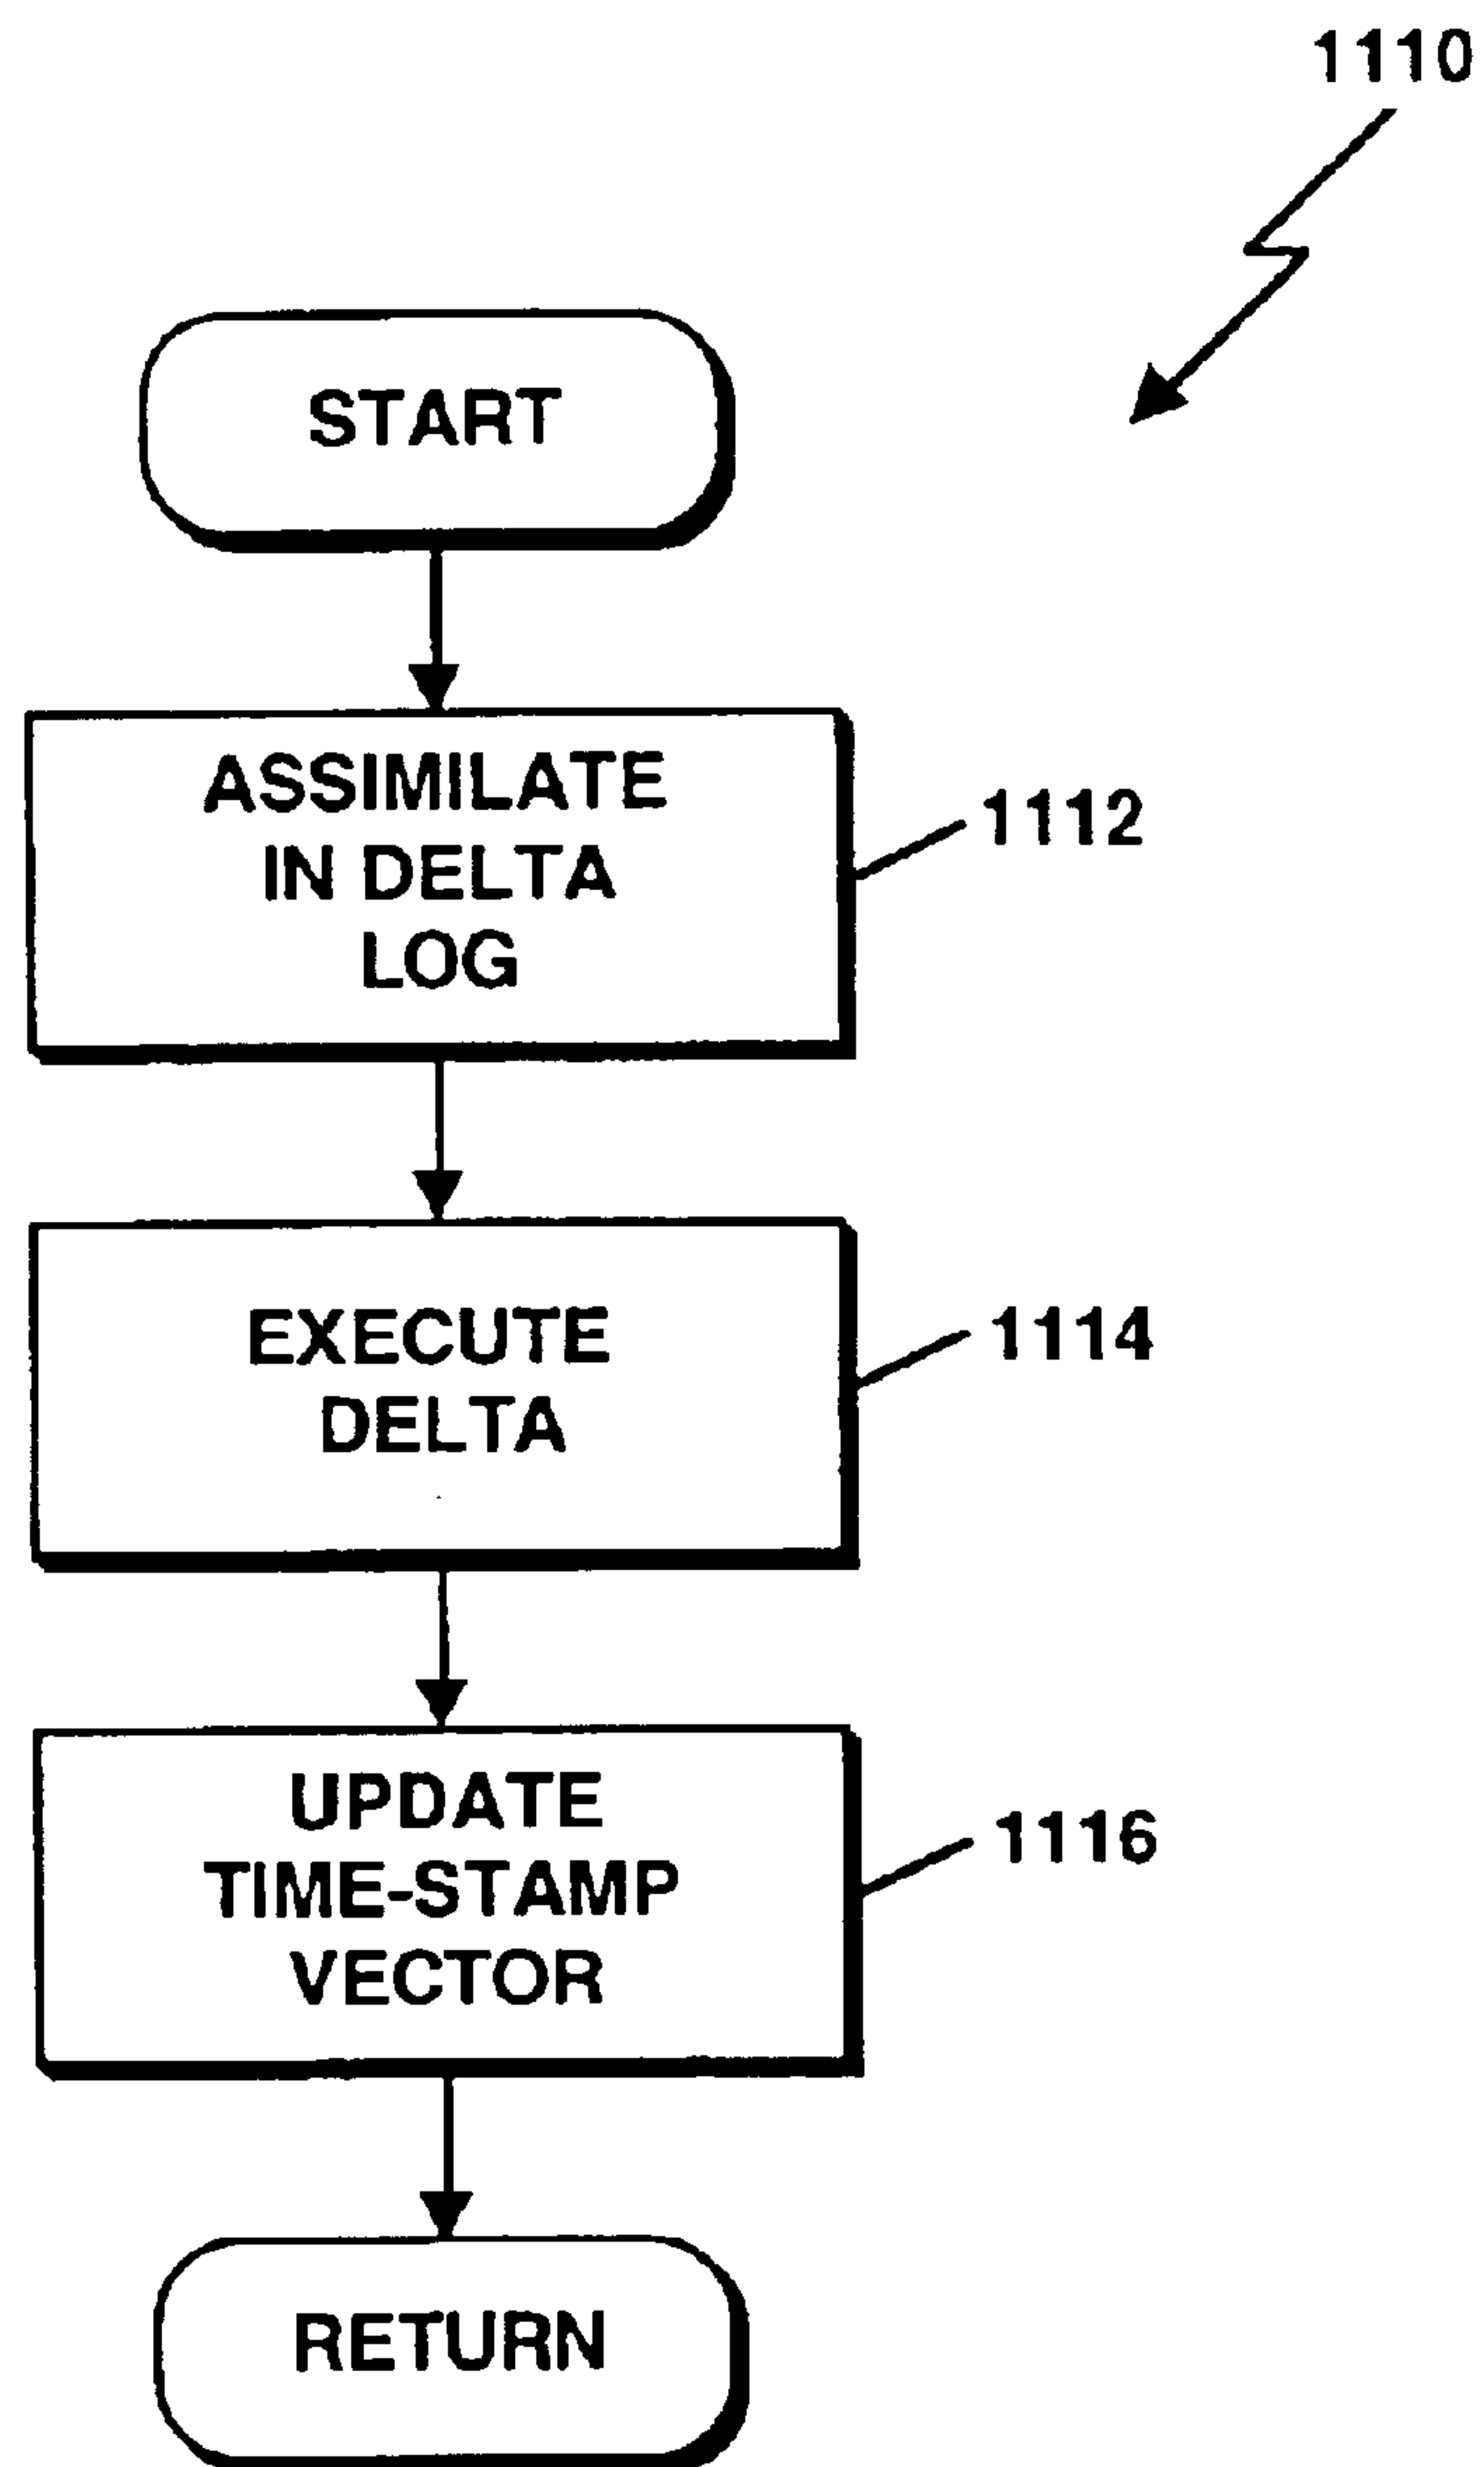 1110
START
ASSIMILATE
IN DELTA
LOG
1112
EXECUTE
DELTA
1114
UPDATE
TIME-STAMP
VECTOR
1116
RETURN